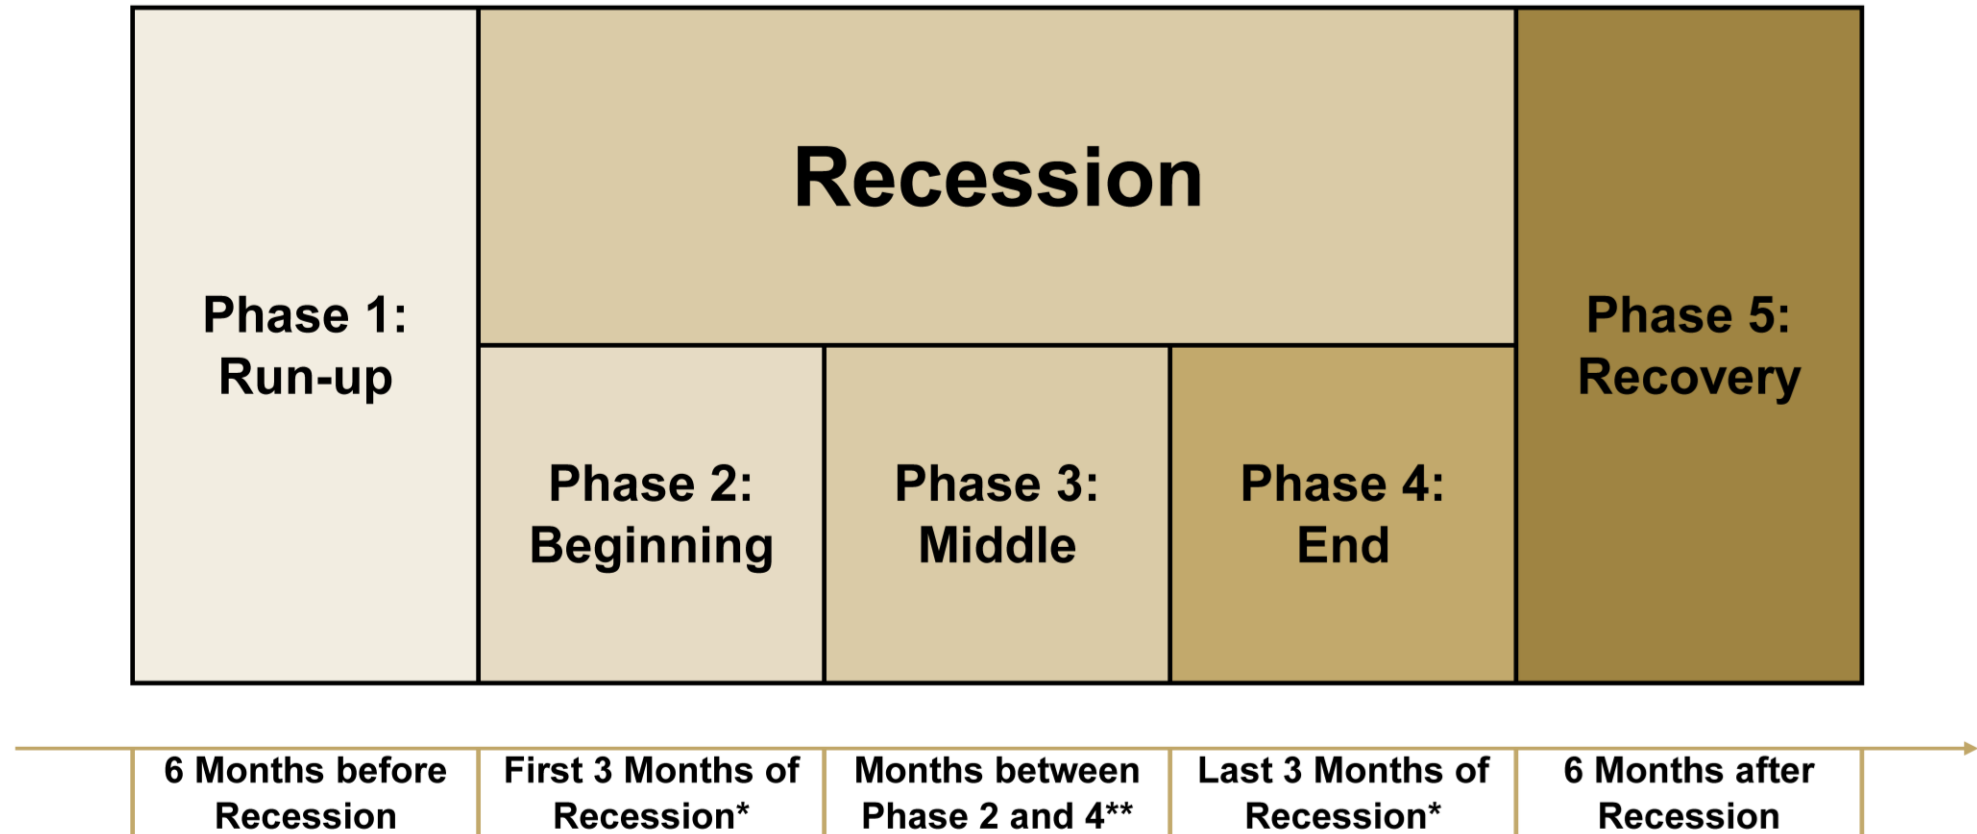 Recession
Phase 1:
Run-up
Phase 5:
Recovery
Phase 2:
Beginning
Phase 3:
Middle
Phase 4:
End
6 Months before
Recession
First 3 Months of
Recession*
Months between
Phase 2 and 4**
Last 3 Months of
Recession*
6 Months after
Recession